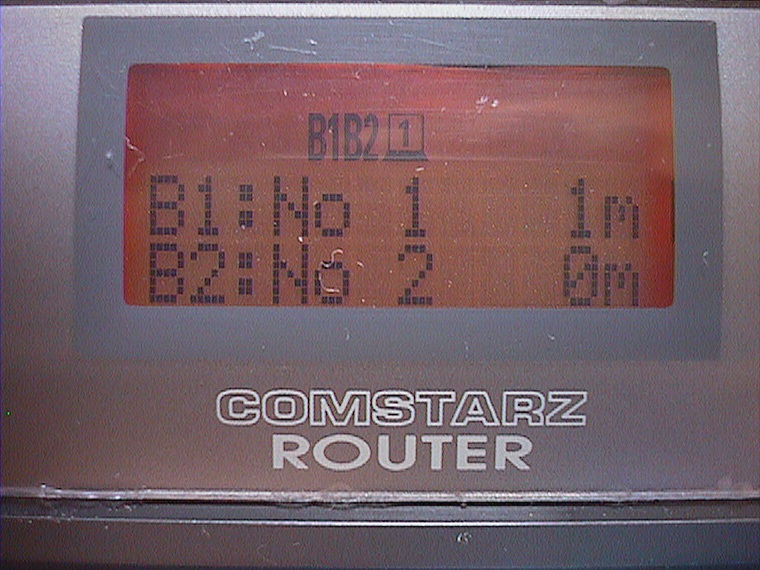 B1B2 1
B1:No 1 1m
B2:No 2 0m
COMSTARZ
ROUTER